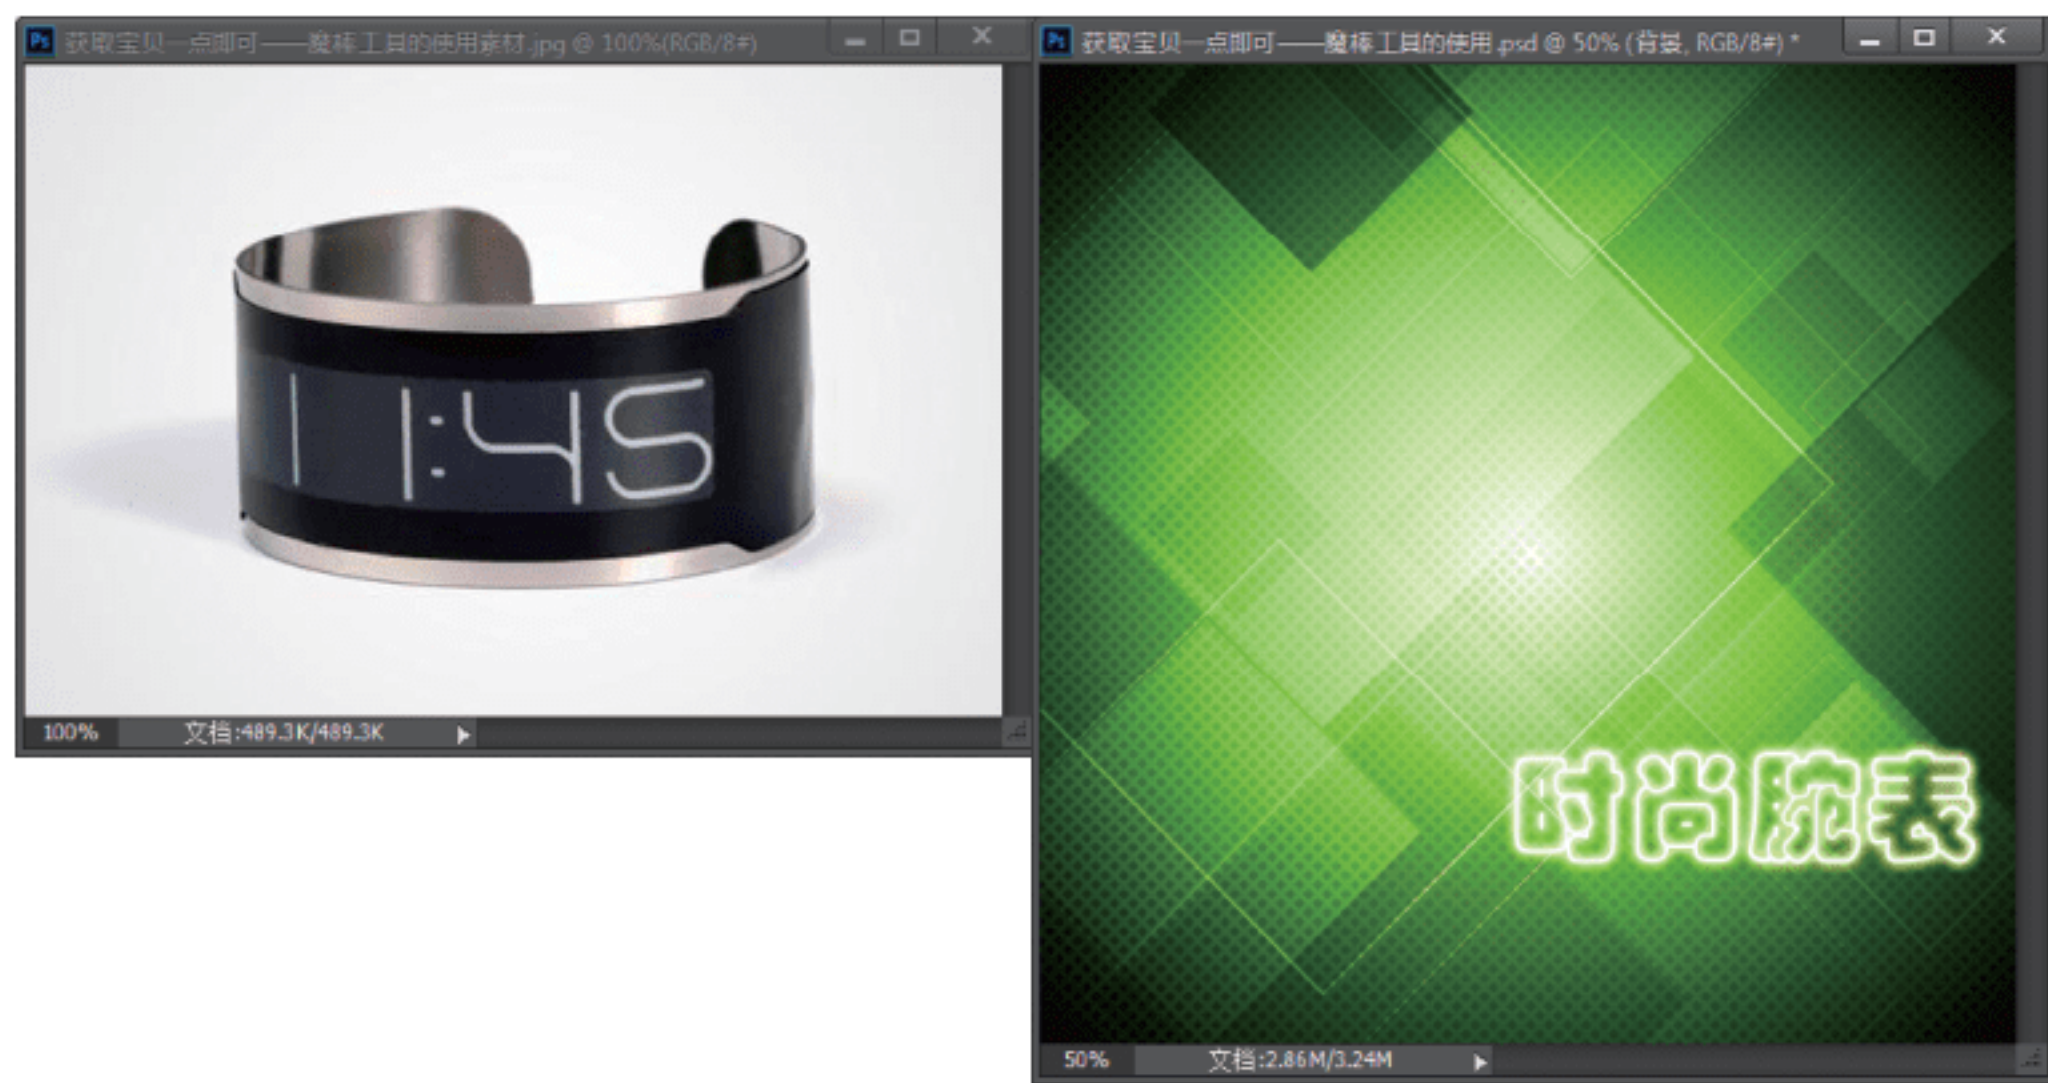 Ps 获取宝贝一点即可——魔棒工具的使用素材.jpg @ 100%(RGB/8#)
11:45
100% 文档:489.3K/489.3K
Ps 获取宝贝一点即可——魔棒工具的使用.psd @ 50% (背景, RGB/8#) *
时尚腕表
50% 文档:2.86M/3.24M